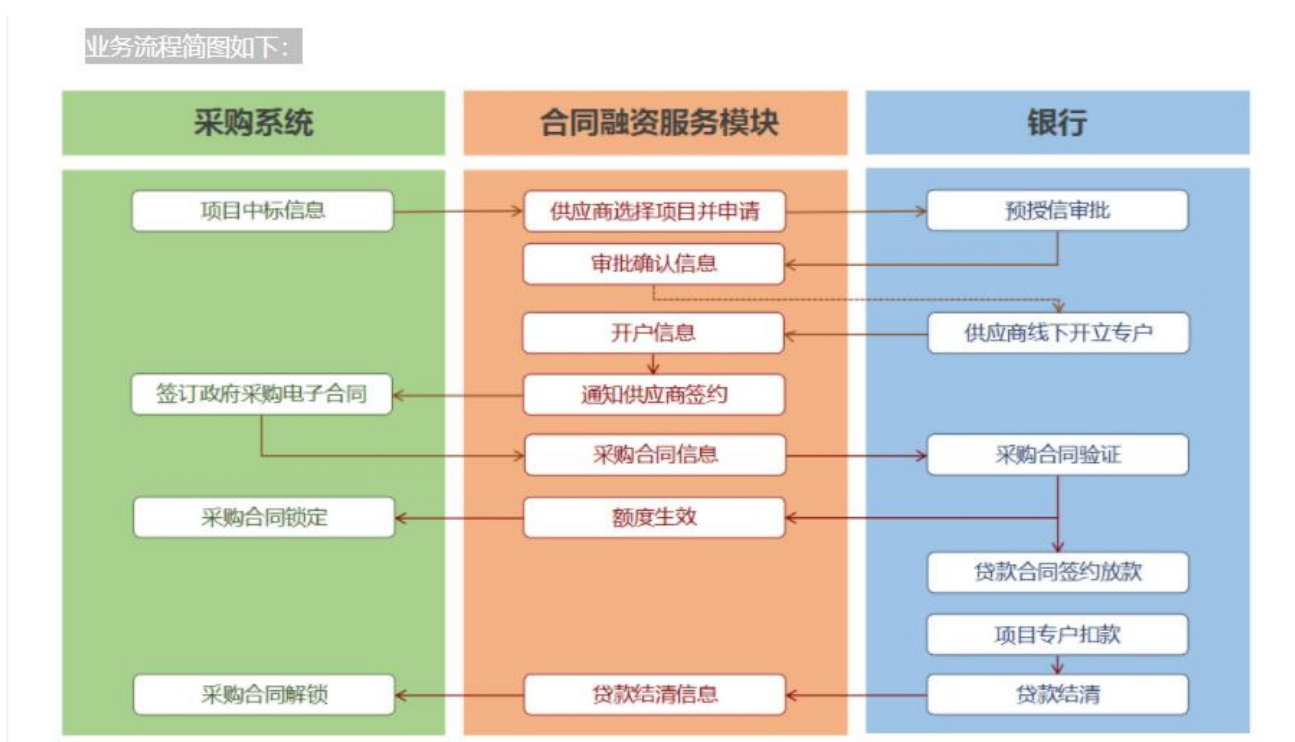 业务流程简图如下：
采购系统
合同融资服务模块
银行
项目中标信息
供应商选择项目并申请
预授信审批
审批确认信息
开户信息
供应商线下开立专户
签订政府采购电子合同
通知供应商签约
采购合同信息
采购合同验证
采购合同锁定
额度生效
贷款合同签约放款
项目专户扣款
采购合同解锁
贷款结清信息
贷款结清